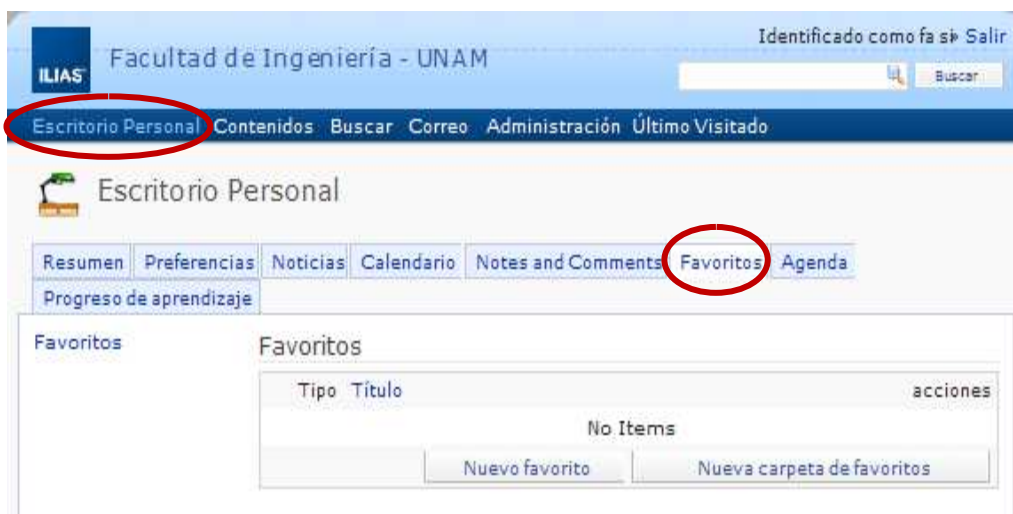 Identificado como fa si Salir
ILIAS
Facultad de Ingeniería - UNAM
Buscar
Escritorio Personal Contenidos Buscar Correo Administración Último Visitado
Escritorio Personal
Resumen Preferencias Noticias Calendario Notes and Comments Favoritos Agenda
Progreso de aprendizaje
Favoritos
Favoritos
Tipo Título acciones
No Items
Nuevo favorito Nueva carpeta de favoritos